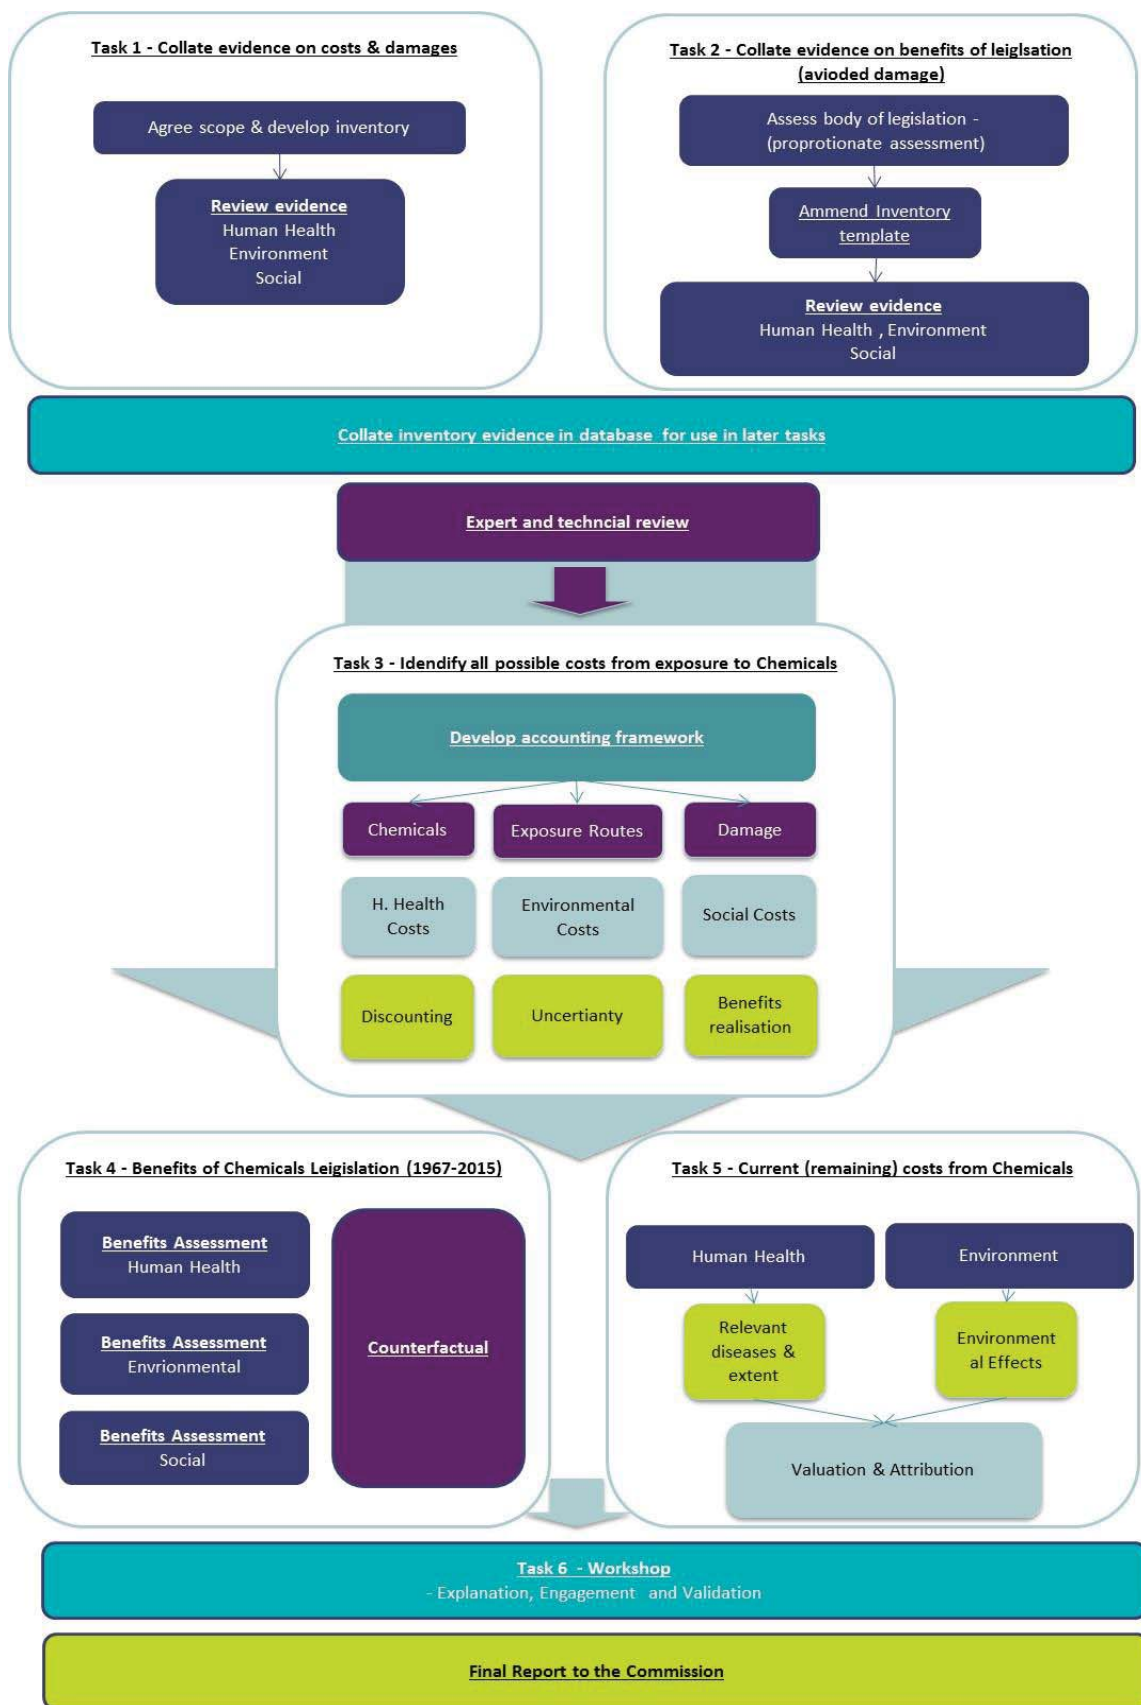 Task 1 - Collate evidence on costs & damages
Agree scope & develop inventory
Review evidence
Human Health
Environment
Social
Task 2 - Collate evidence on benefits of leiglsation
(avioded damage)
Assess body of legislation -
(proprotionate assessment)
Ammend Inventory
template
Review evidence
Human Health , Environment
Social
Collate inventory evidence in database for use in later tasks
Expert and techncial review
Task 3 - Idendify all possible costs from exposure to Chemicals
Develop accounting framework
Chemicals
Exposure Routes
Damage
H. Health
Costs
Environmental
Costs
Social Costs
Discounting
Uncertianty
Benefits
realisation
Task 4 - Benefits of Chemicals Leigislation (1967-2015)
Benefits Assessment
Human Health
Benefits Assessment
Envrionmental
Benefits Assessment
Social
Counterfactual
Task 5 - Current (remaining) costs from Chemicals
Human Health
Environment
Relevant
diseases &
extent
Environment
al Effects
Valuation & Attribution
Task 6 - Workshop
- Explanation, Engagement and Validation
Final Report to the Commission